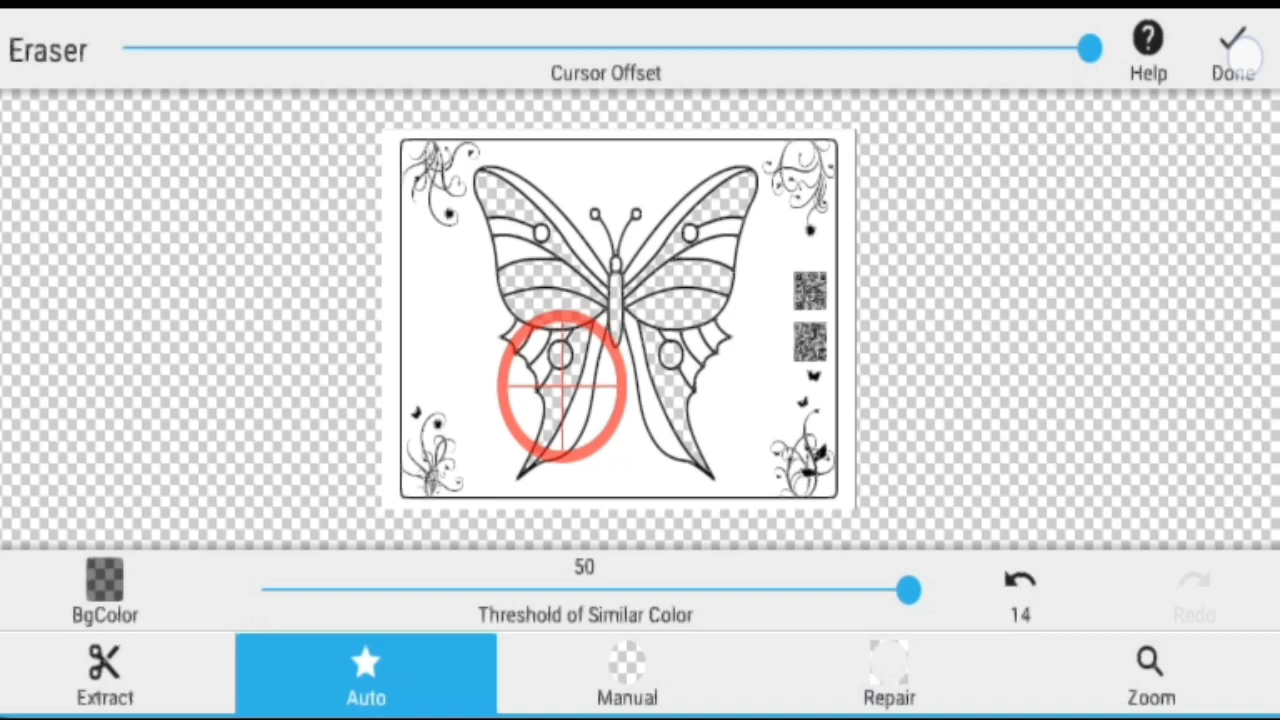 Eraser
Cursor Offset
Help
Done
50
BgColor
Threshold of Similar Color
14
Redo
Extract
Auto
Manual
Repair
Zoom